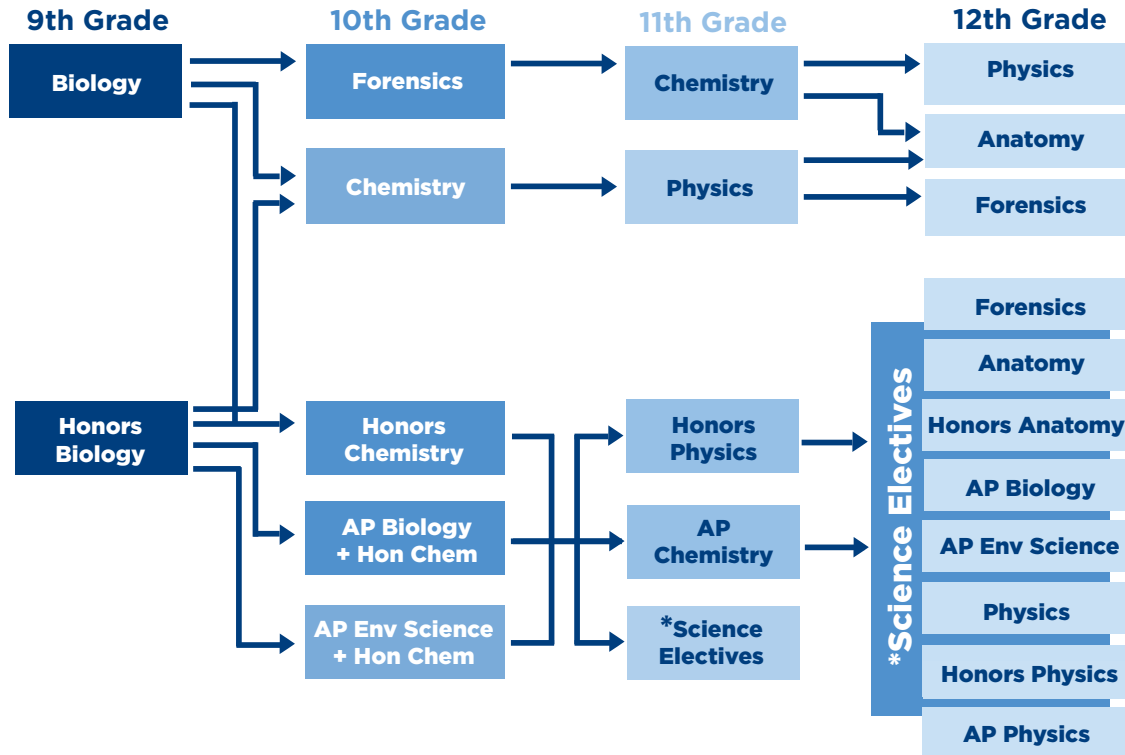 9th Grade
10th Grade
11th Grade
12th Grade
Biology
Forensics
Chemistry
Physics
Anatomy
Chemistry
Physics
Forensics
Honors
Biology
Honors
Chemistry
AP Biology
+ Hon Chem
AP Env Science
+ Hon Chem
Honors
Physics
AP
Chemistry
*Science
Electives
*Science Electives
Forensics
Anatomy
Honors Anatomy
AP Biology
AP Env Science
Physics
Honors Physics
AP Physics